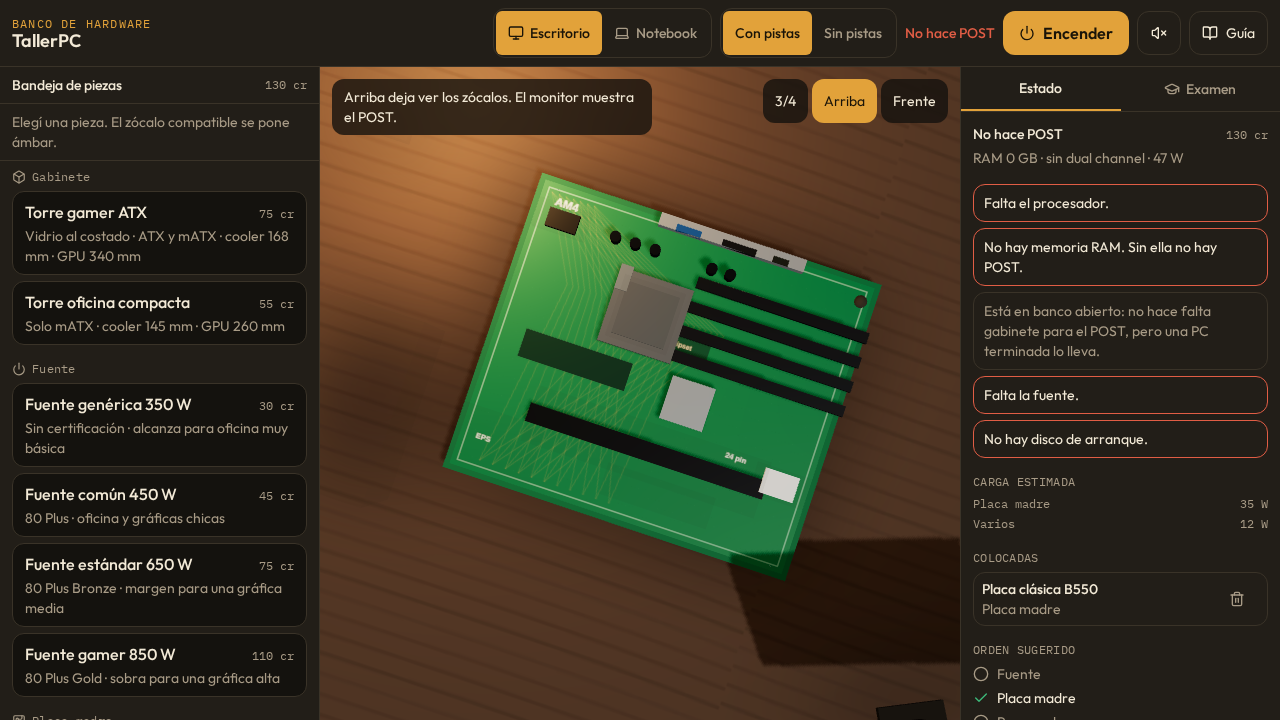 BANCO DE HARDWARE
TallerPC
Escritorio
Notebook
Con pistas
Sin pistas
No hace POST
Encender
Guía
Bandeja de piezas
130 cr
Elegí una pieza. El zócalo compatible se pone
ámbar.
Gabinete
Torre gamer ATX
75 cr
Vidrio al costado · ATX y mATX · cooler 168
mm · GPU 340 mm
Torre oficina compacta
55 cr
Solo mATX · cooler 145 mm · GPU 260 mm
Fuente
Fuente genérica 350 W
30 cr
Sin certificación · alcanza para oficina muy
básica
Fuente común 450 W
45 cr
80 Plus · oficina y gráficas chicas
Fuente estándar 650 W
75 cr
80 Plus Bronze · margen para una gráfica
media
Fuente gamer 850 W
110 cr
80 Plus Gold · sobra para una gráfica alta
Placa madre
Arriba deja ver los zócalos. El monitor muestra
el POST.
3/4
Arriba
Frente
AM4
EPS
24 pin
Estado
Examen
No hace POST
130 cr
RAM 0 GB · sin dual channel · 47 W
Falta el procesador.
No hay memoria RAM. Sin ella no hay
POST.
Está en banco abierto: no hace falta
gabinete para el POST, pero una PC
terminada lo lleva.
Falta la fuente.
No hay disco de arranque.
CARGA ESTIMADA
Placa madre
35 W
Varios
12 W
COLOCADAS
Placa clásica B550
Placa madre
ORDEN SUGERIDO
Fuente
Placa madre